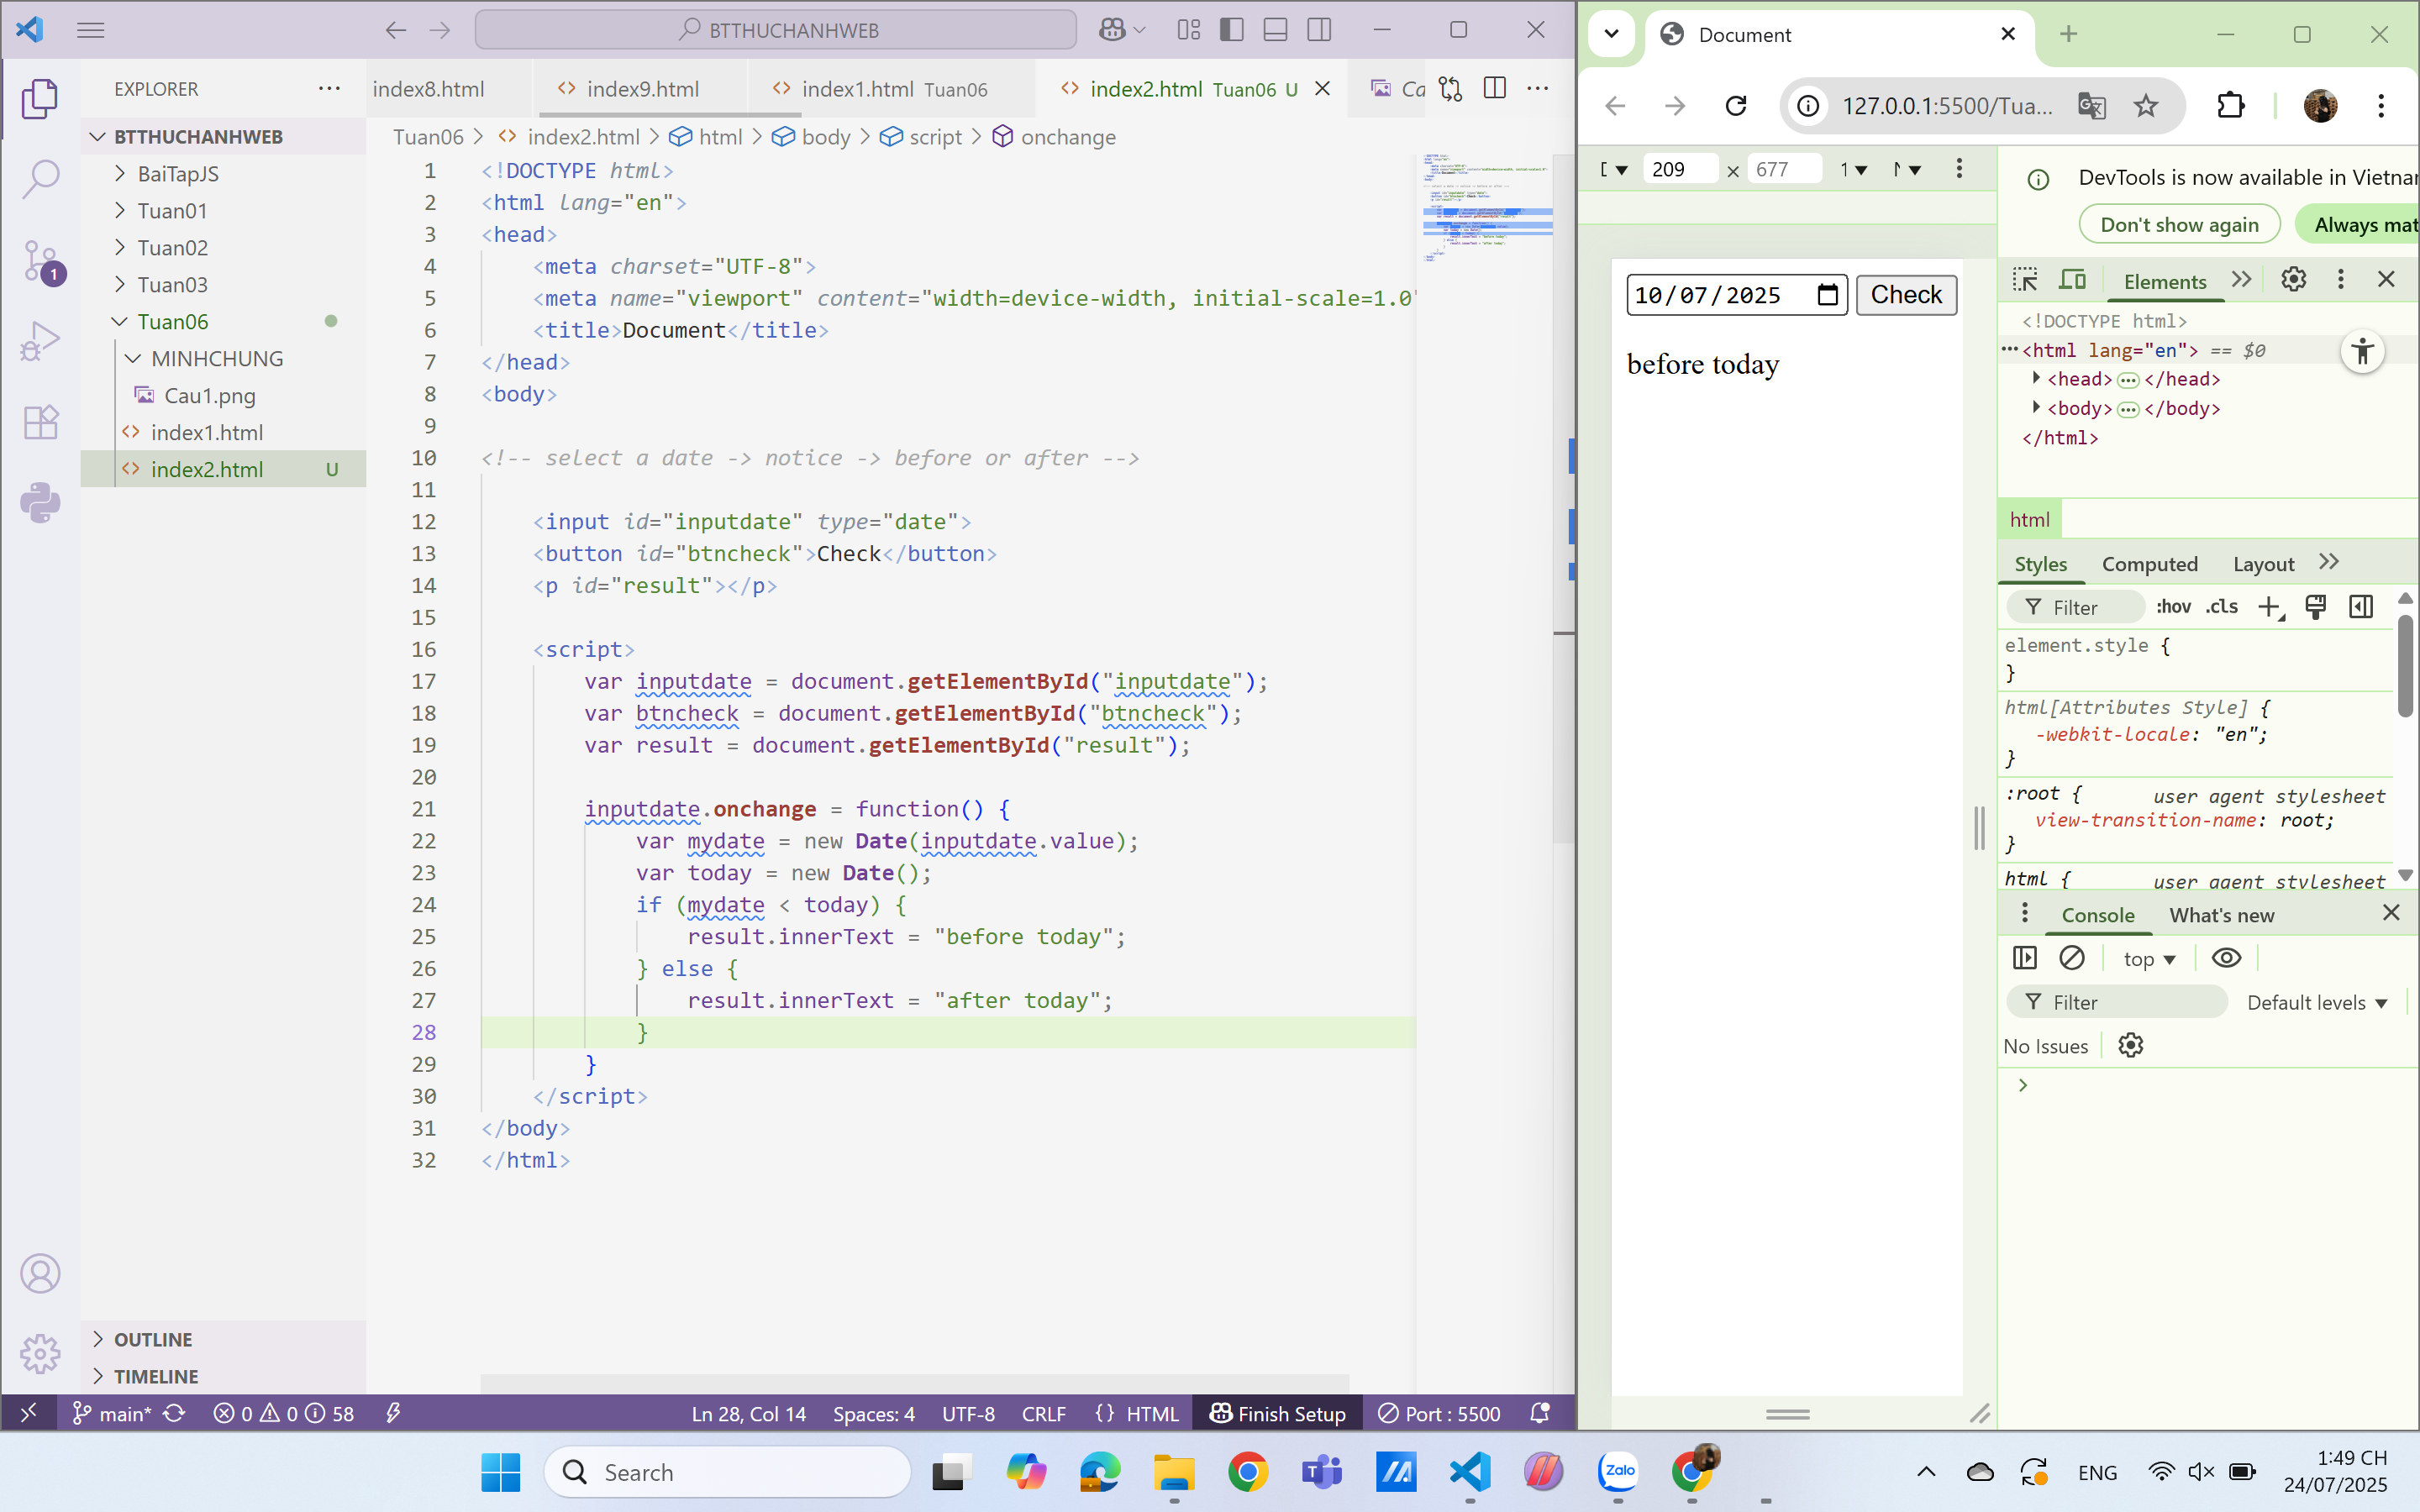 BTTHUCHANHWEB
EXPLORER
index8.html
index9.html
index1.html Tuan06
index2.html Tuan06 U
Ca
BTTHUCHANHWEB
BaiTapJS
Tuan01
Tuan02
Tuan03
Tuan06
MINHCHUNG
Cau1.png
index1.html
index2.html U
OUTLINE
TIMELINE
Tuan06 > index2.html > html > body > script > onchange
1 <!DOCTYPE html>
2 <html lang="en">
3 <head>
4 <meta charset="UTF-8">
5 <meta name="viewport" content="width=device-width, initial-scale=1.0"
6 <title>Document</title>
7 </head>
8 <body>
9
10 <!-- select a date -> notice -> before or after -->
11
12 <input id="inputdate" type="date">
13 <button id="btncheck">Check</button>
14 <p id="result"></p>
15
16 <script>
17 var inputdate = document.getElementById("inputdate");
18 var btncheck = document.getElementById("btncheck");
19 var result = document.getElementById("result");
20
21 inputdate.onchange = function() {
22 var mydate = new Date(inputdate.value);
23 var today = new Date();
24 if (mydate < today) {
25 result.innerText = "before today";
26 } else {
27 result.innerText = "after today";
28 }
29 }
30 </script>
31 </body>
32 </html>
main* 0 0 58
Ln 28, Col 14 Spaces: 4 UTF-8 CRLF {} HTML Finish Setup Port : 5500
Document
127.0.0.1:5500/Tua...
209 × 677 1
10/07/2025 Check
before today
DevTools is now available in Vietnam
Don't show again Always mat
Elements
<!DOCTYPE html>
<html lang="en"> == $0
<head> ... </head>
<body> ... </body>
</html>
html
Styles Computed Layout
Filter :hov .cls
element.style {
}
html[Attributes Style] {
-webkit-locale: "en";
}
:root { user agent stylesheet
view-transition-name: root;
}
html { user agent stylesheet
Console What's new
top
Filter Default levels
No Issues
Search
Zalo
ENG
1:49 CH
24/07/2025